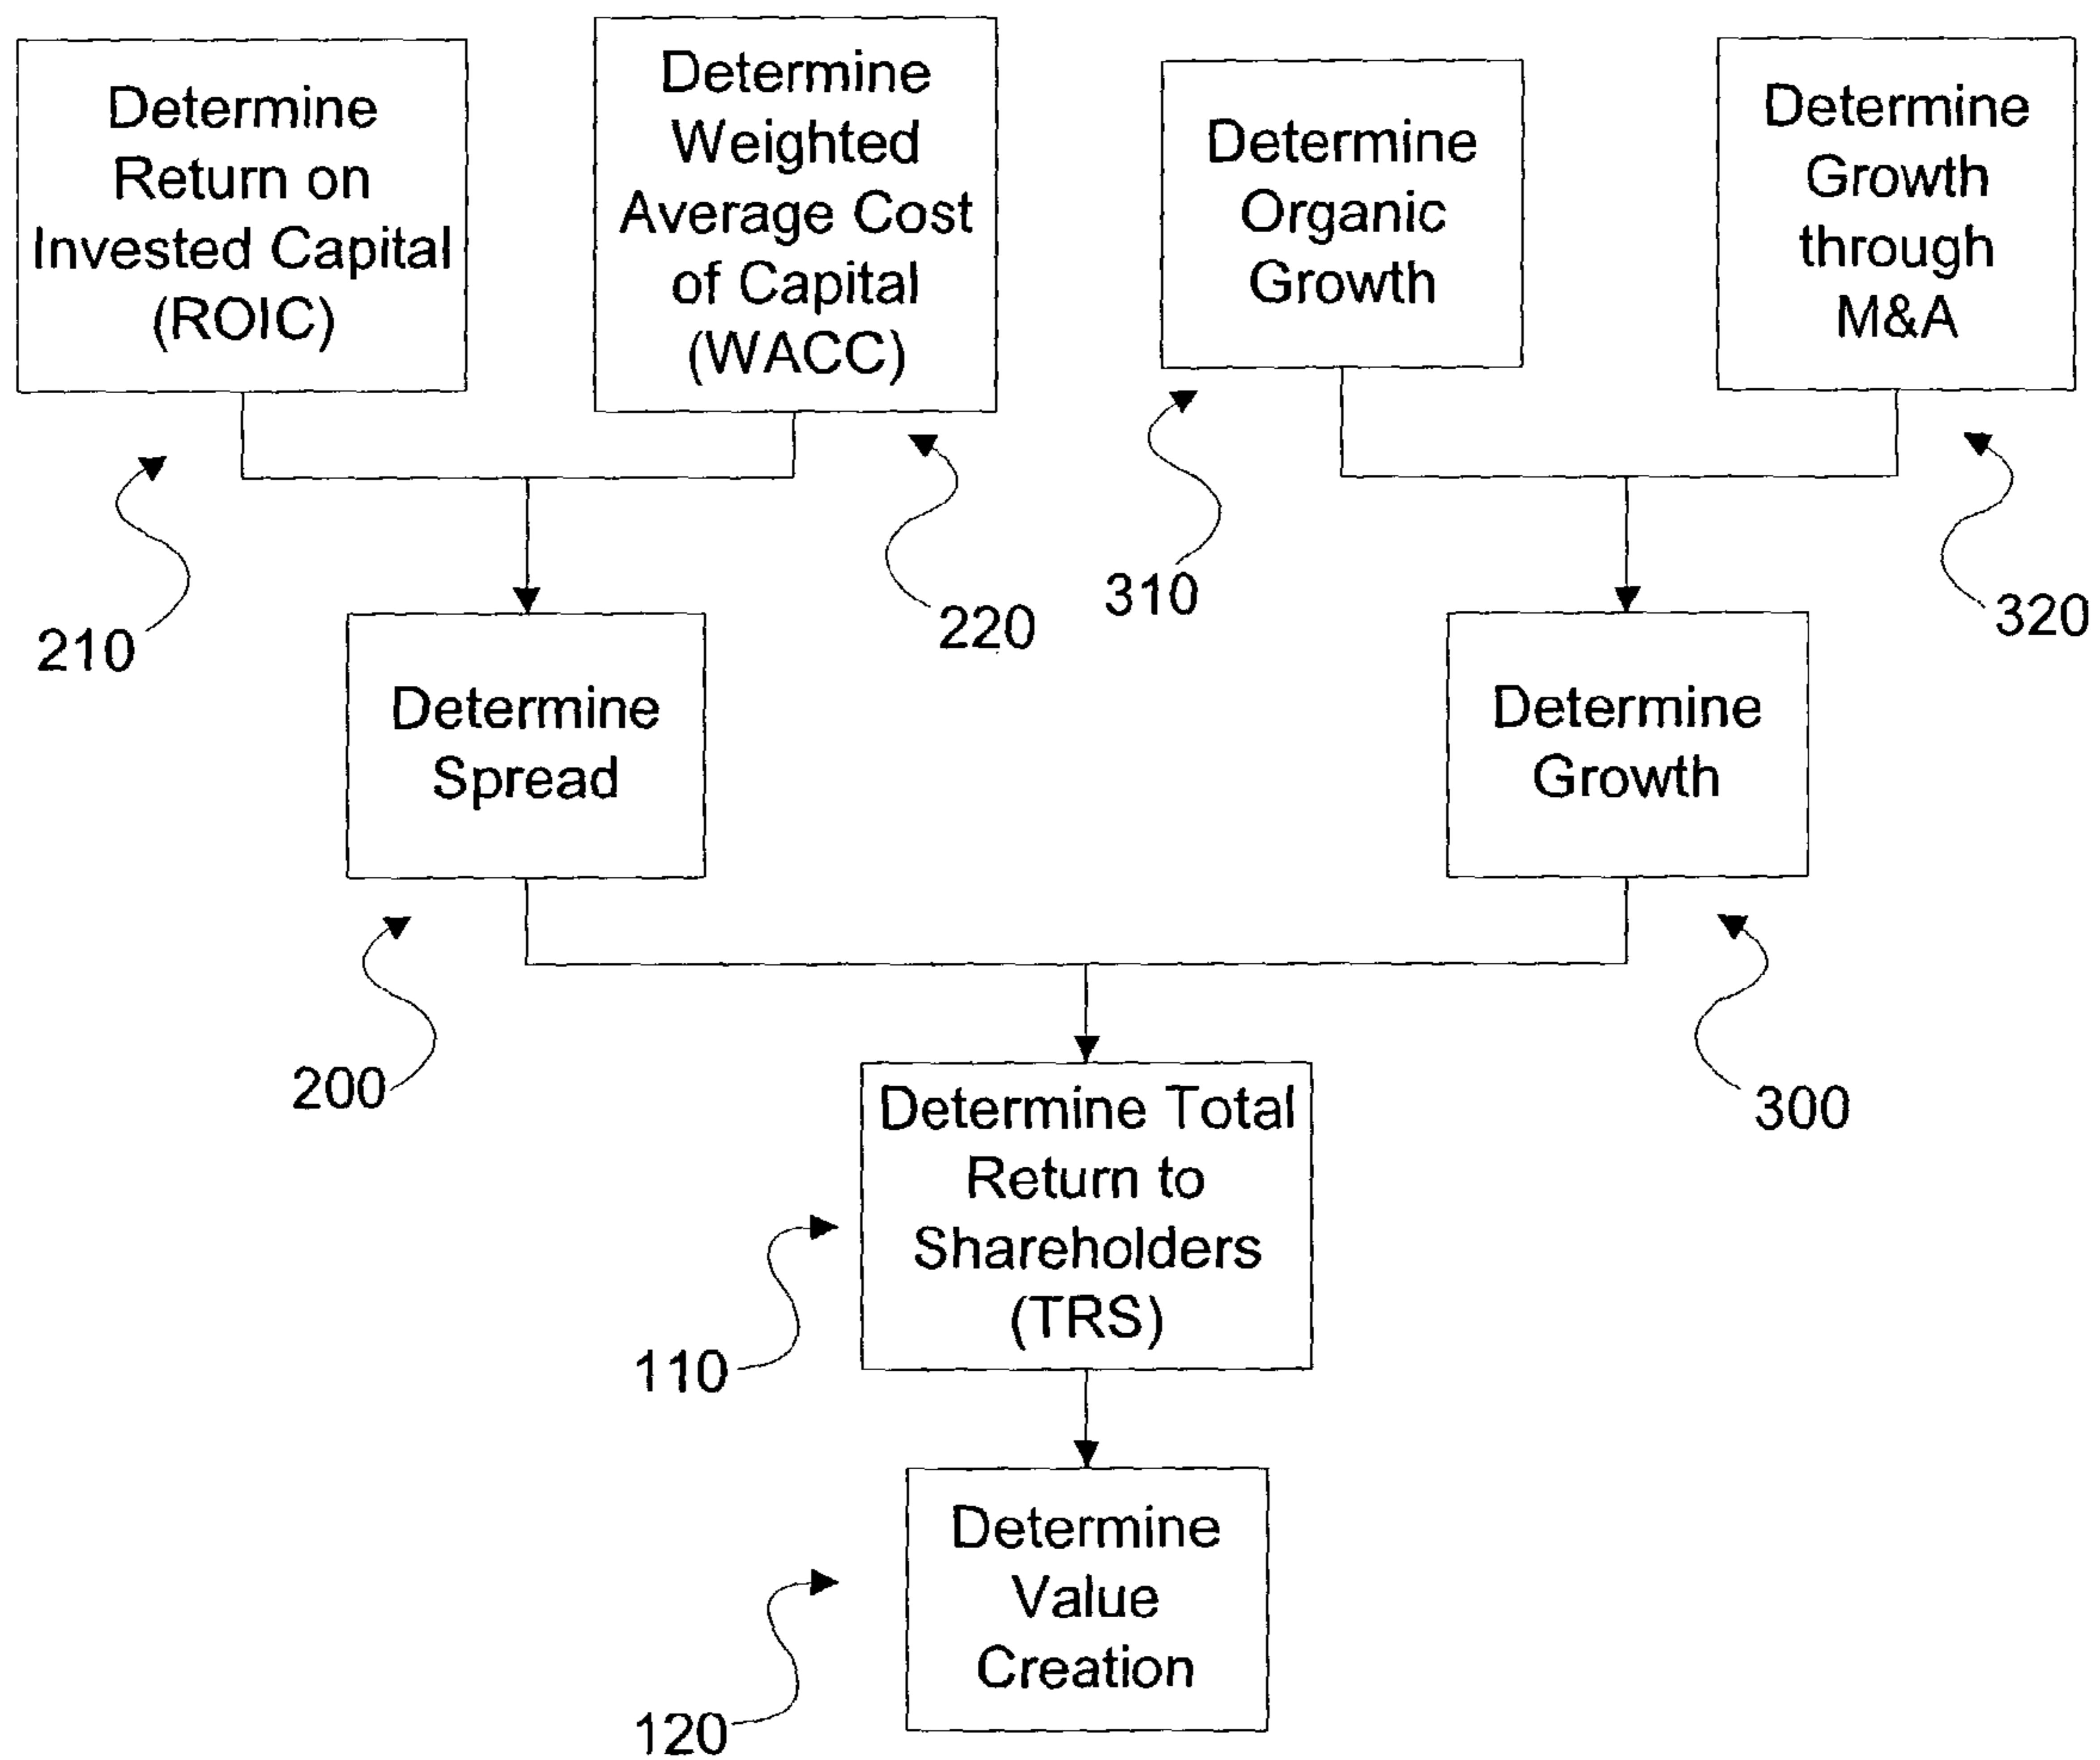 Determine
Return on
Invested Capital
(ROIC)
Determine
Weighted
Average Cost
of Capital
(WACC)
Determine
Organic
Growth
Determine
Growth
through
M&A
210
220
310
320
Determine
Spread
Determine
Growth
200
300
Determine Total
Return to
Shareholders
(TRS)
110
Determine
Value
Creation
120